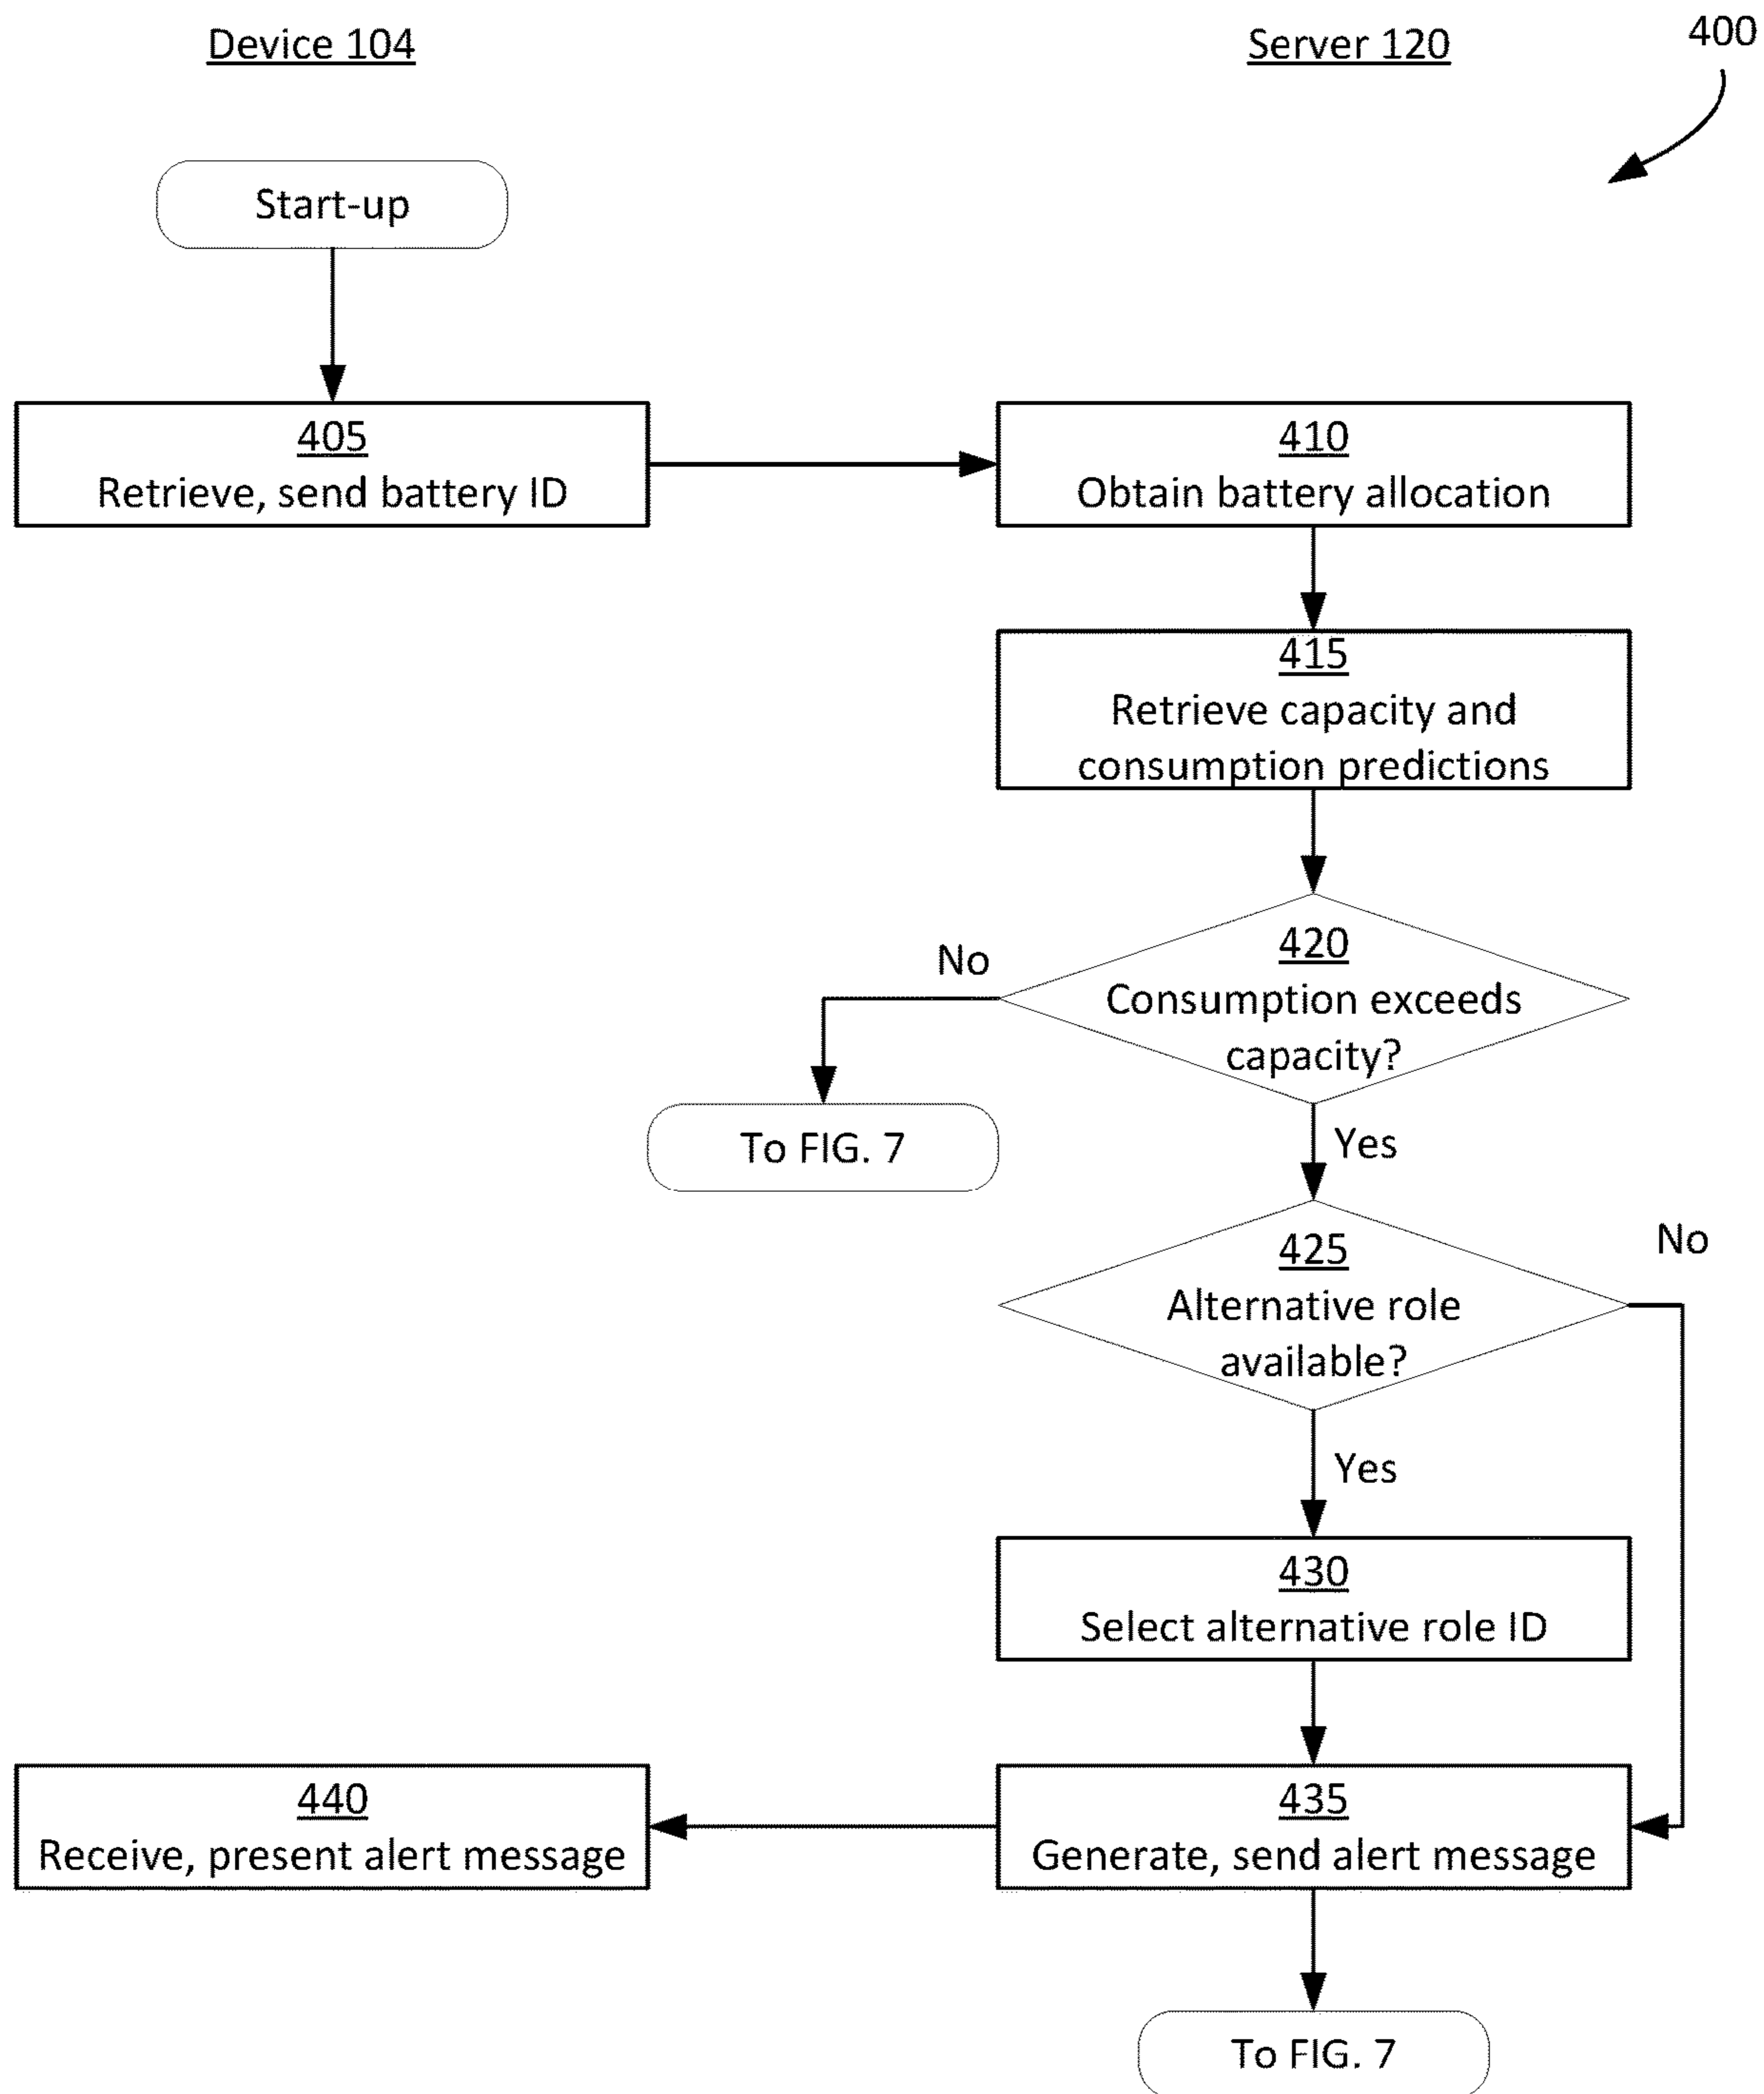 Device 104
Server 120
400
Start-up
405
Retrieve, send battery ID
410
Obtain battery allocation
415
Retrieve capacity and
consumption predictions
420
Consumption exceeds
capacity?
No
To FIG. 7
Yes
425
Alternative role
available?
No
Yes
430
Select alternative role ID
435
Generate, send alert message
440
Receive, present alert message
To FIG. 7